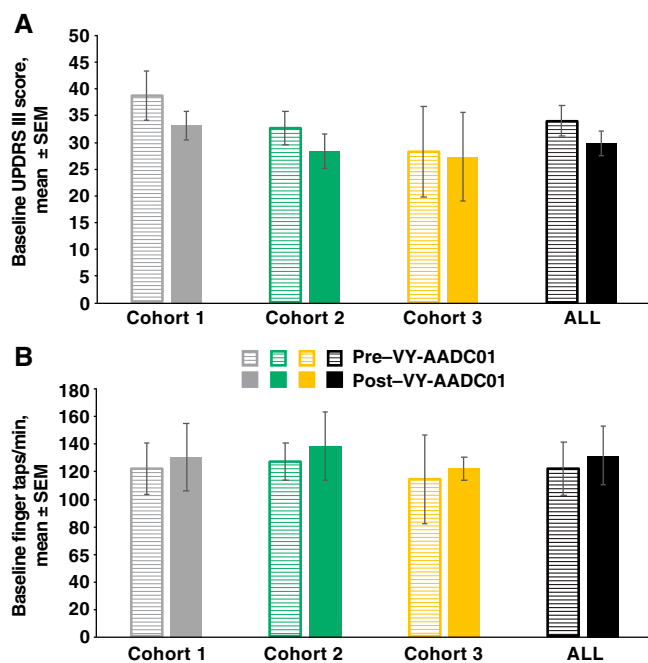 A
Baseline UPDRS III score,
mean ± SEM
50
45
40
35
30
25
20
15
10
5
0
Cohort 1 Cohort 2 Cohort 3 ALL
B
Pre–VY-AADC01
Post–VY-AADC01
Baseline finger taps/min,
mean ± SEM
180
160
140
120
100
80
65
40
20
0
Cohort 1 Cohort 2 Cohort 3 ALL